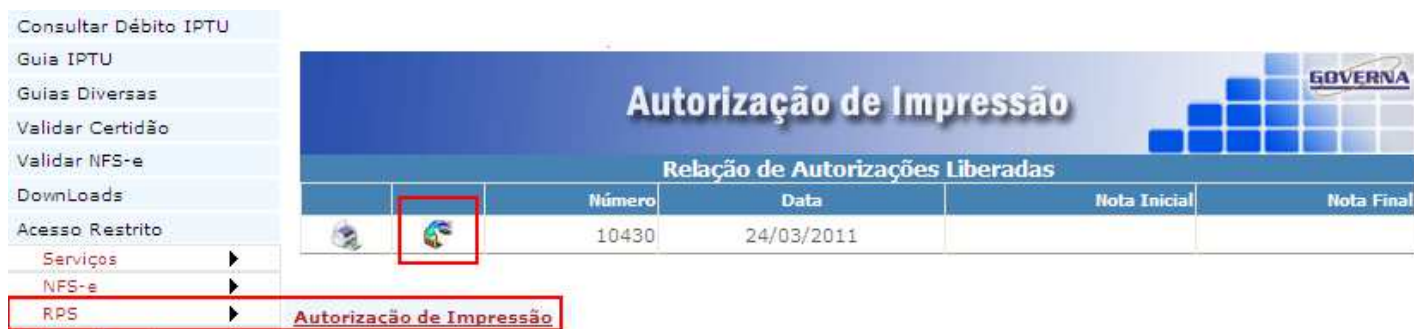 Consultar Débito IPTU
Guia IPTU
Guias Diversas
Validar Certidão
Validar NFS-e
DownLoads
Acesso Restrito
Serviços
NFS-e
RPS
Autorização de Impressão
GOVERNA
Autorização de Impressão
Relação de Autorizações Liberadas
Número Data Nota Inicial Nota Final
10430 24/03/2011